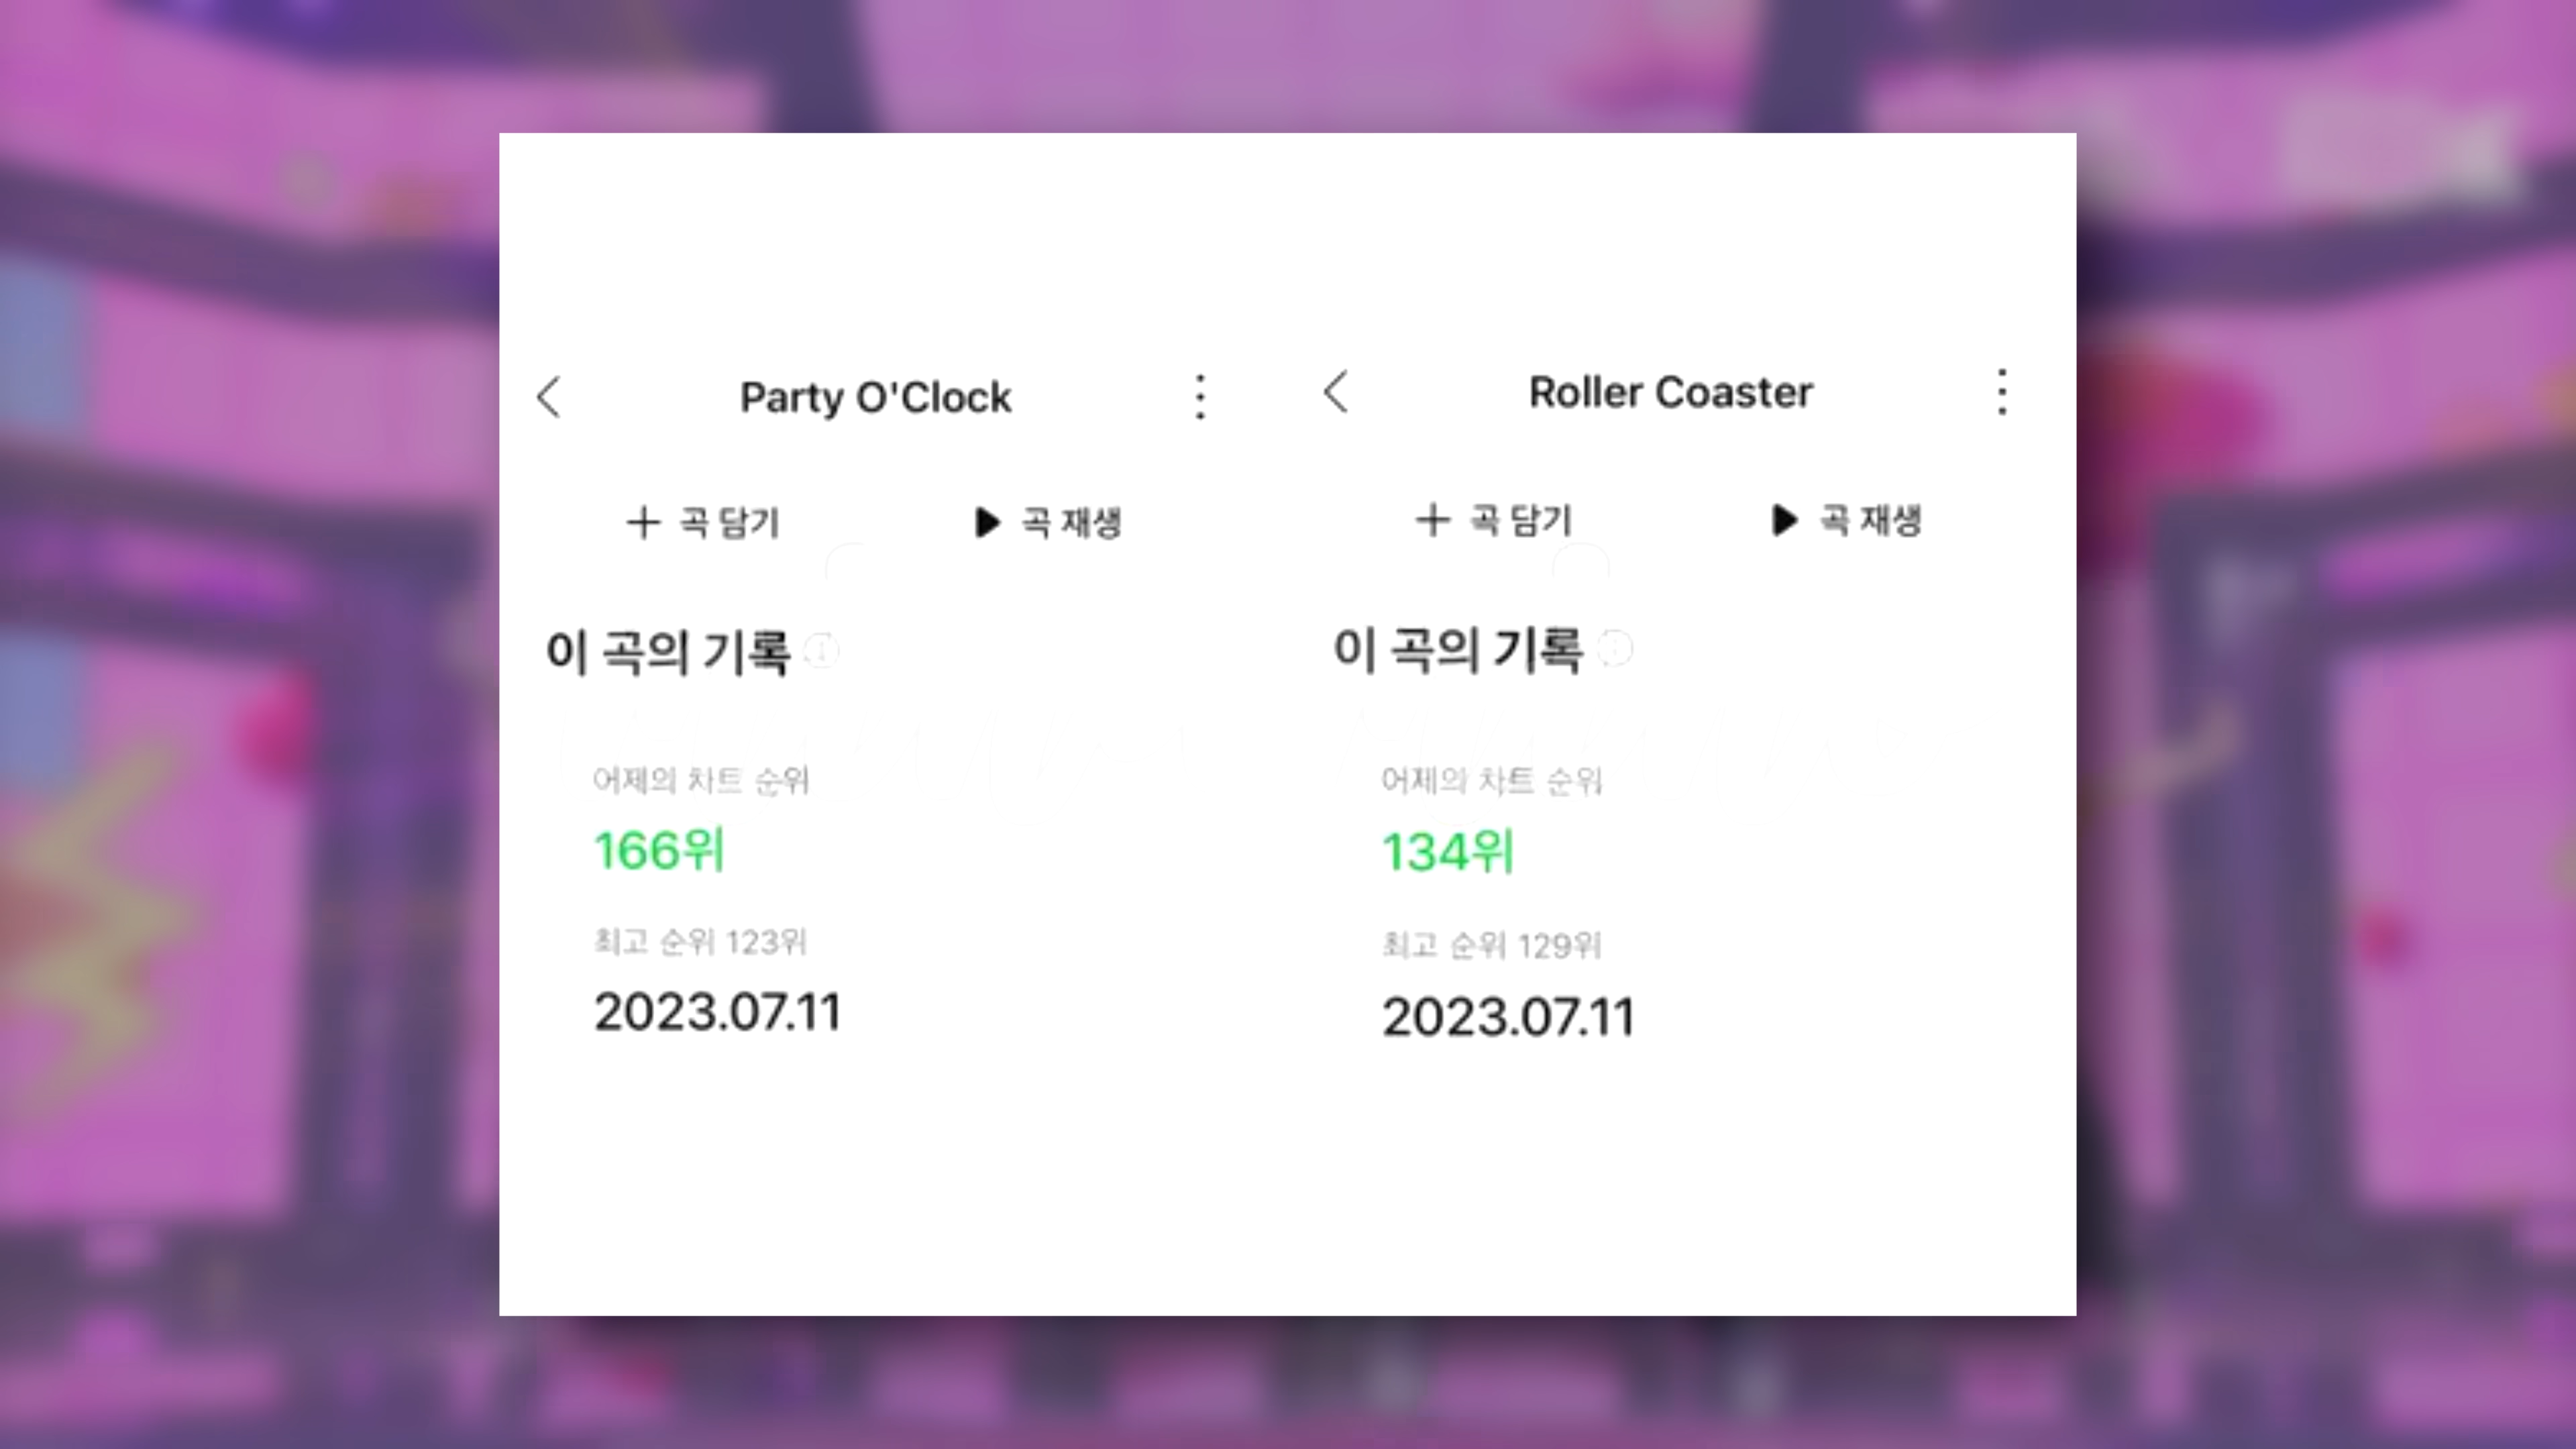 Party O'Clock
곡 담기 곡 재생
이 곡의 기록
어제의 차트 순위
166위
최고 순위 123위
2023.07.11
Roller Coaster
곡 담기 곡 재생
이 곡의 기록
어제의 차트 순위
134위
최고 순위 129위
2023.07.11